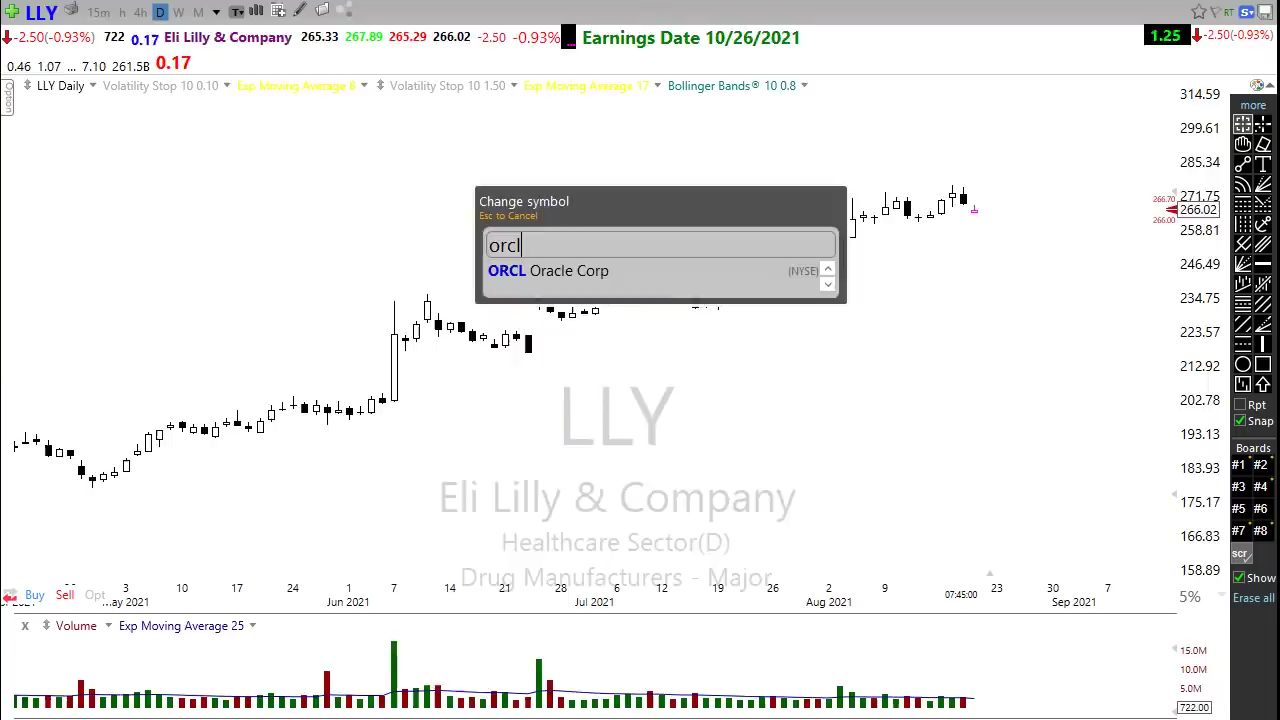 LLY 15m h 4h D W M T RT S
-2.50(-0.93%) 722 0.17 Eli Lilly & Company 265.33 267.89 265.29 266.02 -2.50 -0.93% ... Earnings Date 10/26/2021 1.25 -2.50(-0.93%)
0.46 1.07 ... 7.10 261.5B 0.17
Option
LLY Daily Volatility Stop 10 0.10 Exp Moving Average 8 Volatility Stop 10 1.50 Exp Moving Average 17 Bollinger Bands® 10 0.8
Change symbol
Esc to Cancel
orcl
ORCL Oracle Corp (NYSE)
314.59
299.61
285.34
271.75
266.70
266.02
266.00
258.81
246.49
234.75
223.57
212.92
202.78
193.13
183.93
175.17
166.83
158.89
5%
LLY
Eli Lilly & Company
Healthcare Sector(D)
Drug Manufacturers - Major
more
T
Rpt
Snap
Boards
#1 #2
#3 #4
#5 #6
#7 #8
scr
Show
Erase all
Buy Sell Opt
3 10 17 24 1 7 14 21 28 6 12 19 26 2 9 07:45:00 23 30 7
May 2021 Jun 2021 Jul 2021 Aug 2021 Sep 2021
x Volume Exp Moving Average 25
15.0M
10.0M
5.0M
722.00